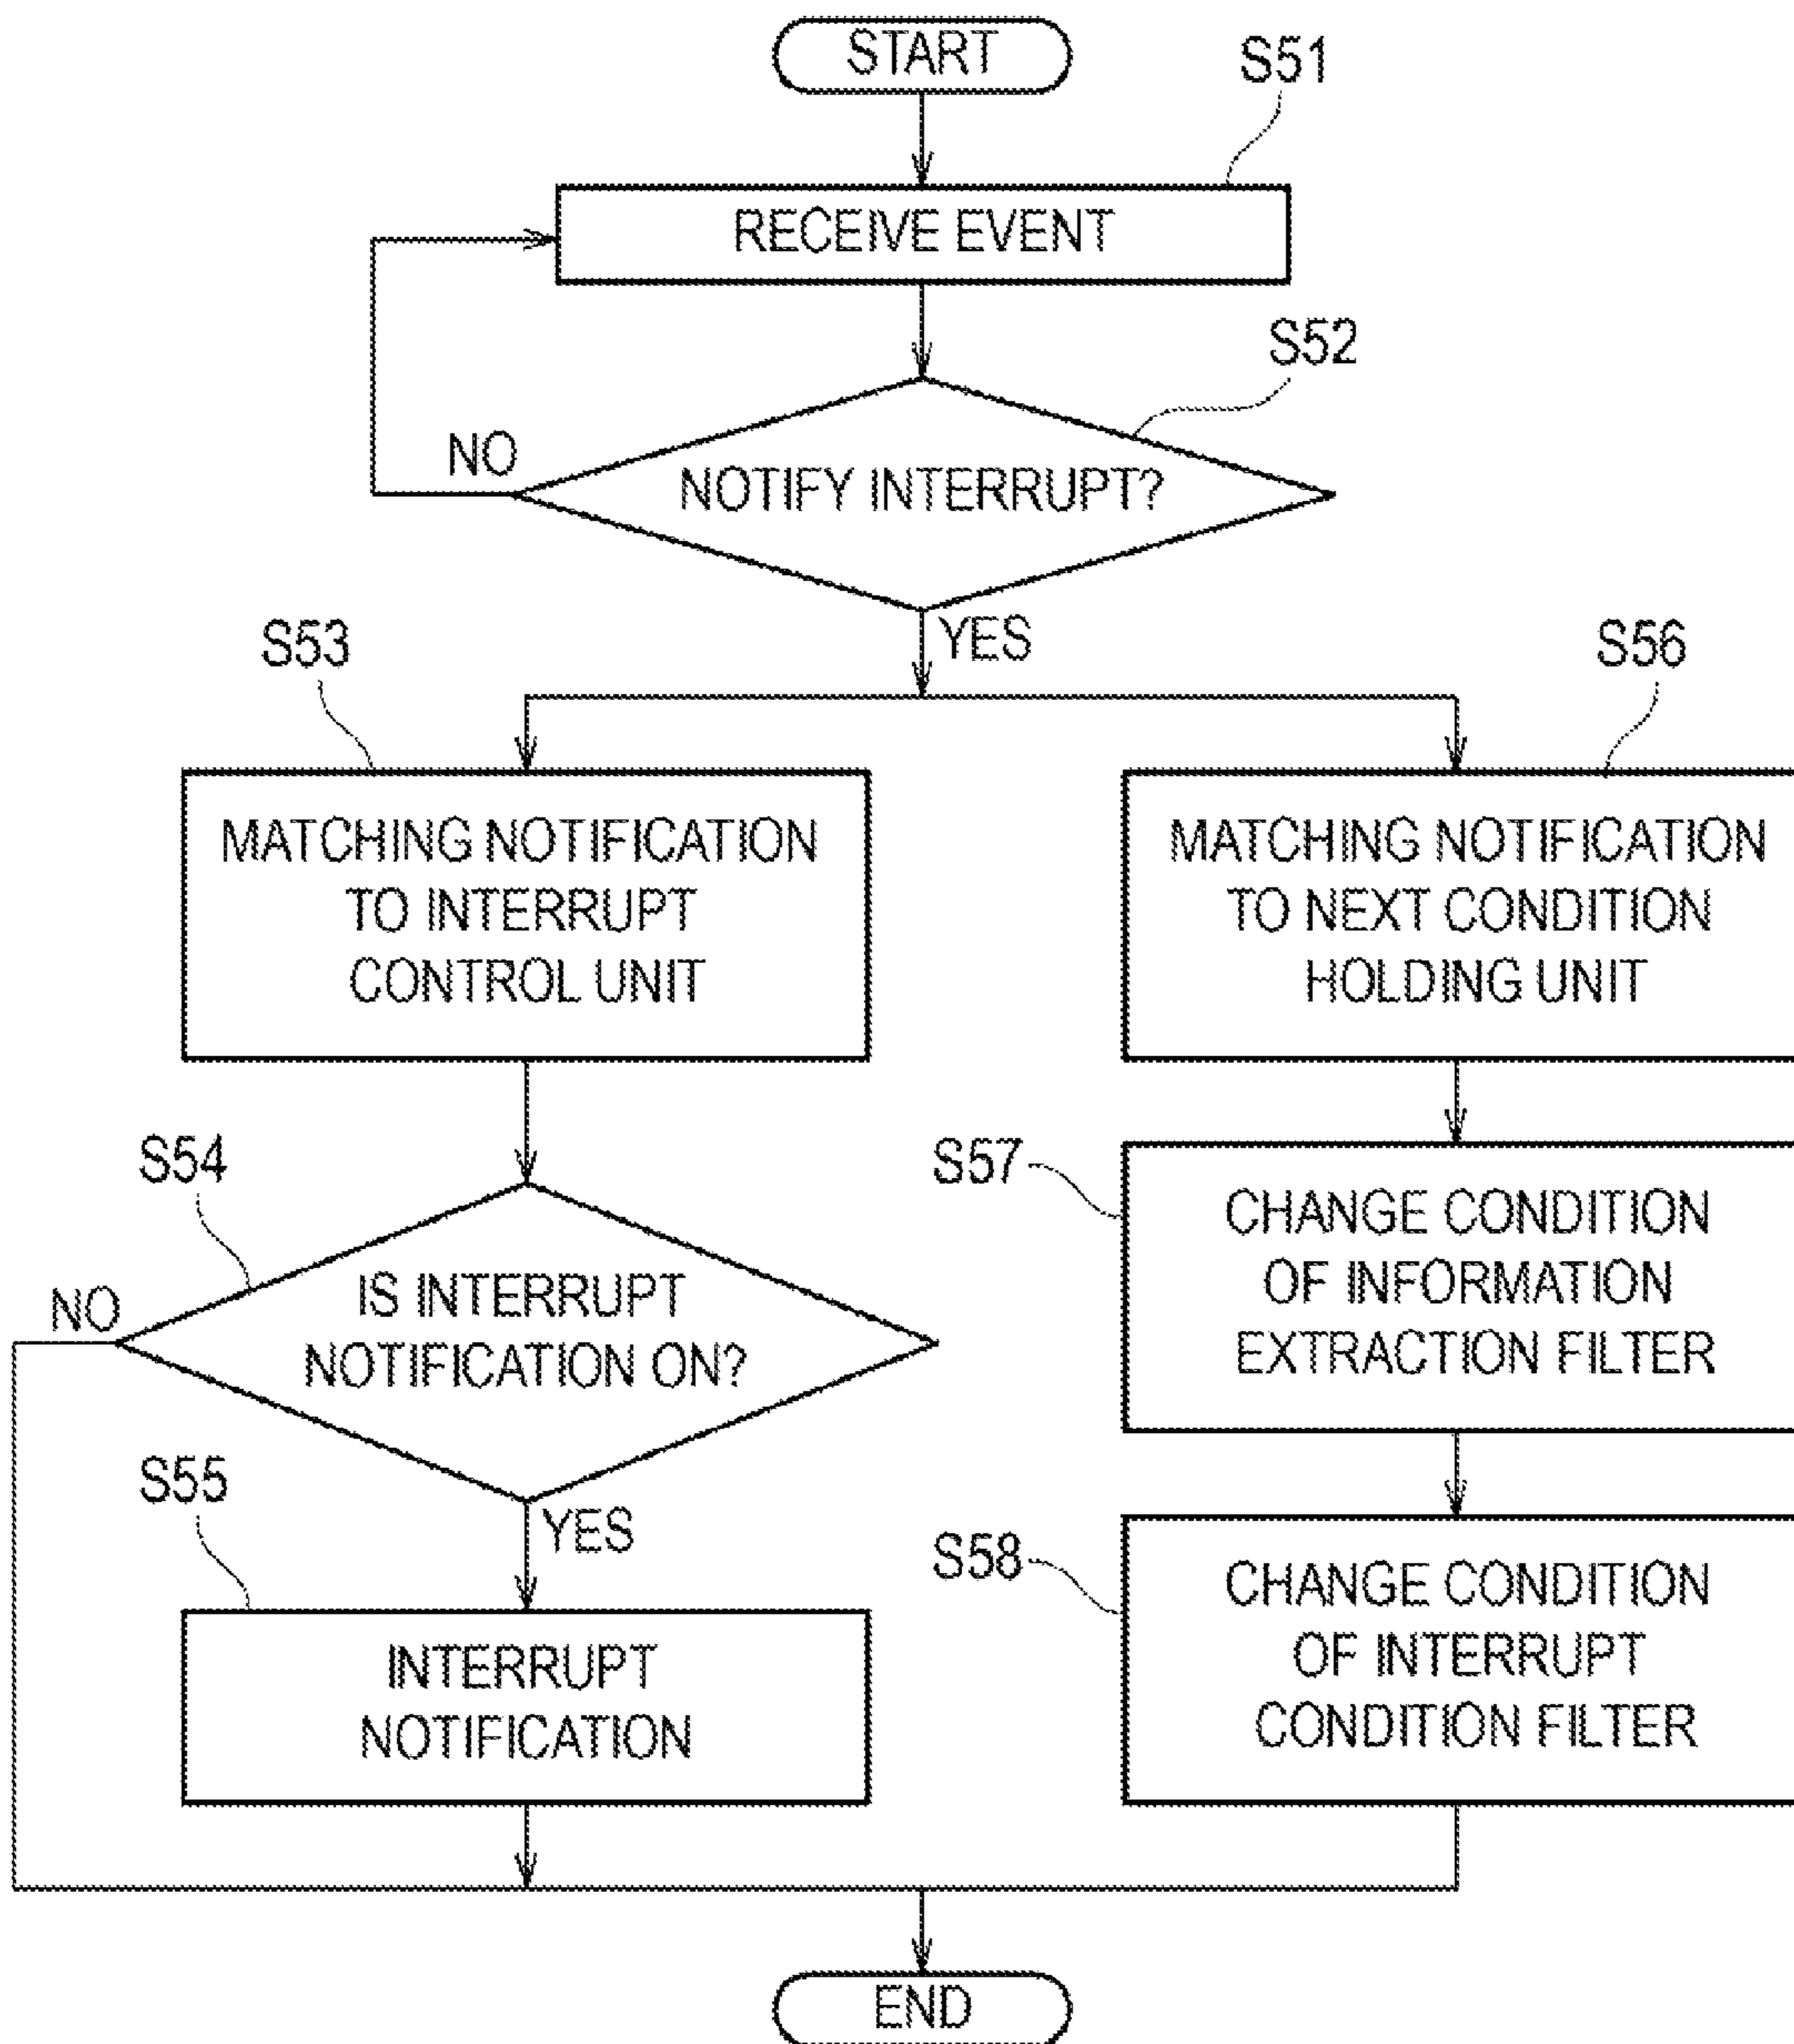 START
S51
RECEIVE EVENT
S52
NO
NOTIFY INTERRUPT?
YES
S53
MATCHING NOTIFICATION
TO INTERRUPT
CONTROL UNIT
S56
MATCHING NOTIFICATION
TO NEXT CONDITION
HOLDING UNIT
S54
NO
IS INTERRUPT
NOTIFICATION ON?
YES
S57
CHANGE CONDITION
OF INFORMATION
EXTRACTION FILTER
S55
INTERRUPT
NOTIFICATION
S58
CHANGE CONDITION
OF INTERRUPT
CONDITION FILTER
END